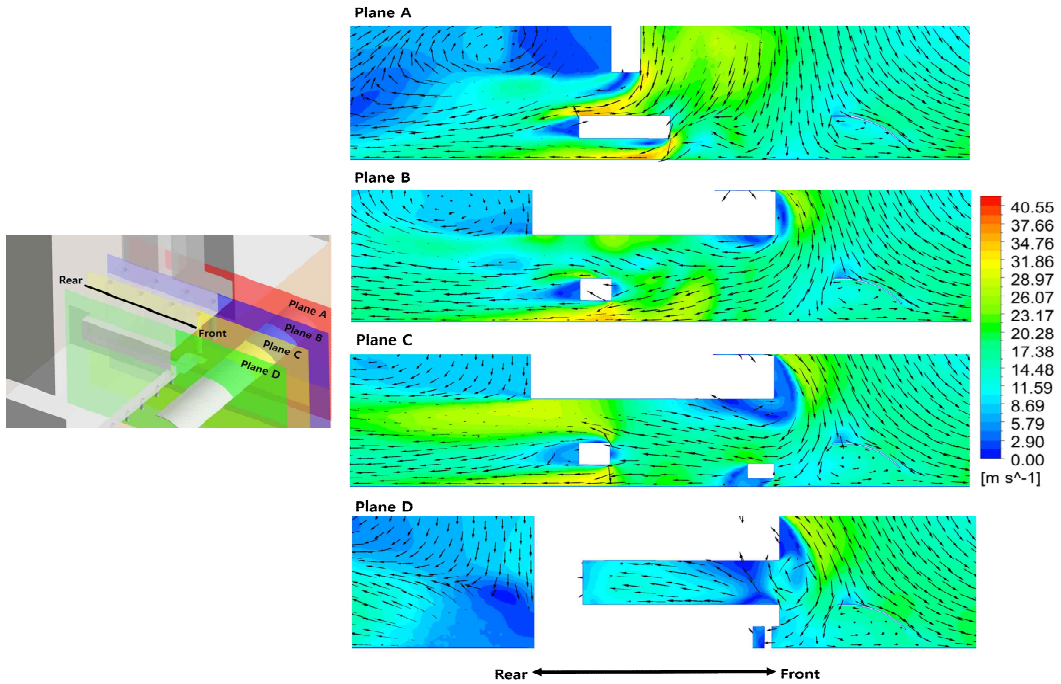 Plane A
Plane B
Plane C
Plane D
Rear
Front
Plane A
Plane B
Plane C
Plane D
40.55
37.66
34.76
31.86
28.97
26.07
23.17
20.28
17.38
14.48
11.59
8.69
5.79
2.90
0.00
[m s^-1]
Rear
Front